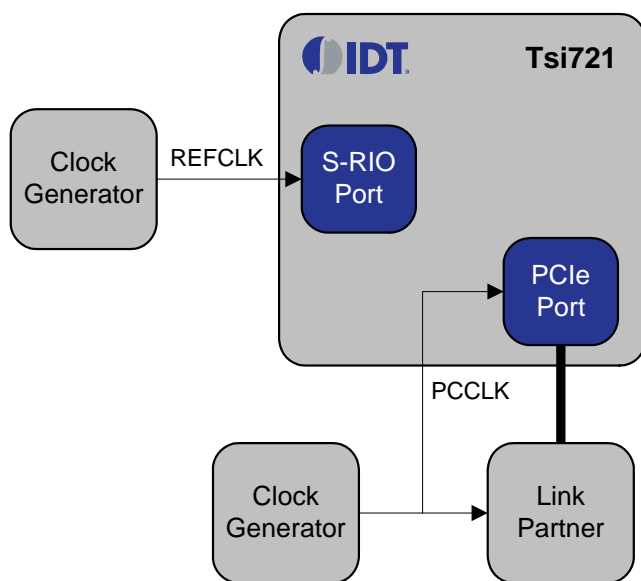 IDT
Tsi721
Clock
Generator
REFCLK
S-RIO
Port
PCIe
Port
PCCLK
Clock
Generator
Link
Partner